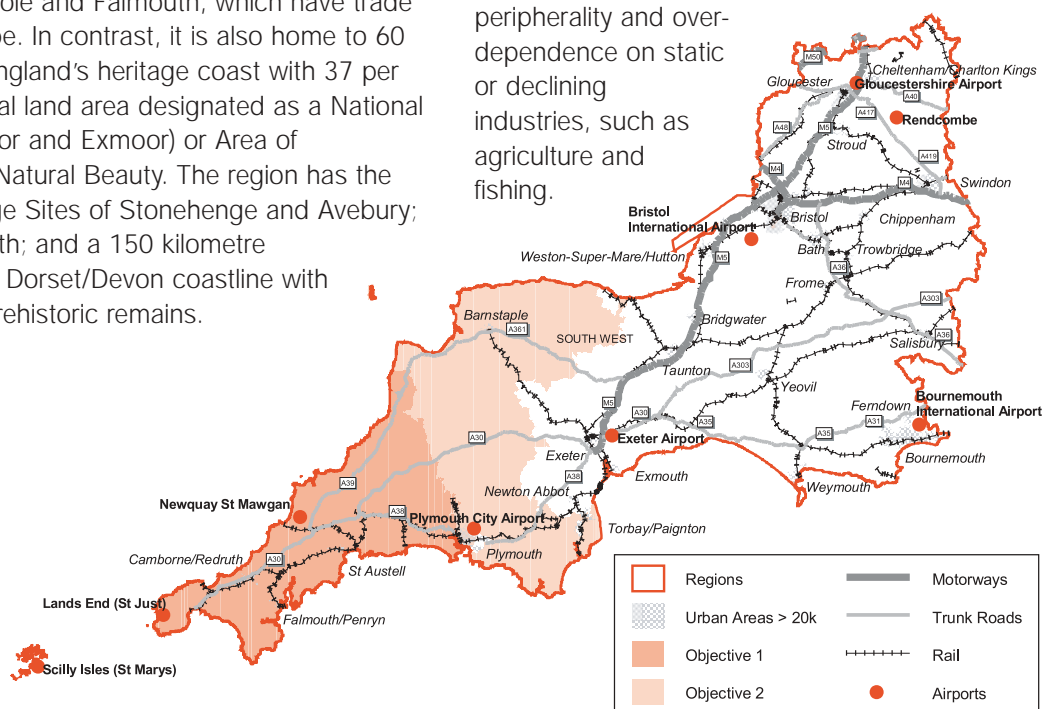 ole and Falmouth, which have trade
pe. In contrast, it is also home to 60
ngland's heritage coast with 37 per
al land area designated as a National
or and Exmoor) or Area of
Natural Beauty. The region has the
ge Sites of Stonehenge and Avebury;
th; and a 150 kilometre
Dorset/Devon coastline with
rehistoric remains.
peripherality and over-
dependence on static
or declining
industries, such as
agriculture and
fishing.
M50
Cheltenham/Charlton Kings
Gloucester
Gloucestershire Airport
A40
A417
Rendcombe
A48
M5
Stroud
A419
M4
M4
Swindon
Bristol
International Airport
Bristol
Chippenham
Bath
Trowbridge
Weston-Super-Mare/Hutton
M5
A36
Frome
A303
Barnstaple
A361
SOUTH WEST
Bridgwater
Salisbury
A36
Taunton
A303
Yeovil
Bournemouth
International Airport
Ferndown
M5
A30
A35
A31
A35
Exeter Airport
A30
Exeter
Bournemouth
Exmouth
Weymouth
A38
A39
Newton Abbot
Newquay St Mawgan
A38
Plymouth City Airport
Torbay/Paignton
Plymouth
Camborne/Redruth
A30
St Austell
Lands End (St Just)
Falmouth/Penryn
Scilly Isles (St Marys)
Regions
Motorways
Urban Areas > 20k
Trunk Roads
Objective 1
Rail
Objective 2
Airports